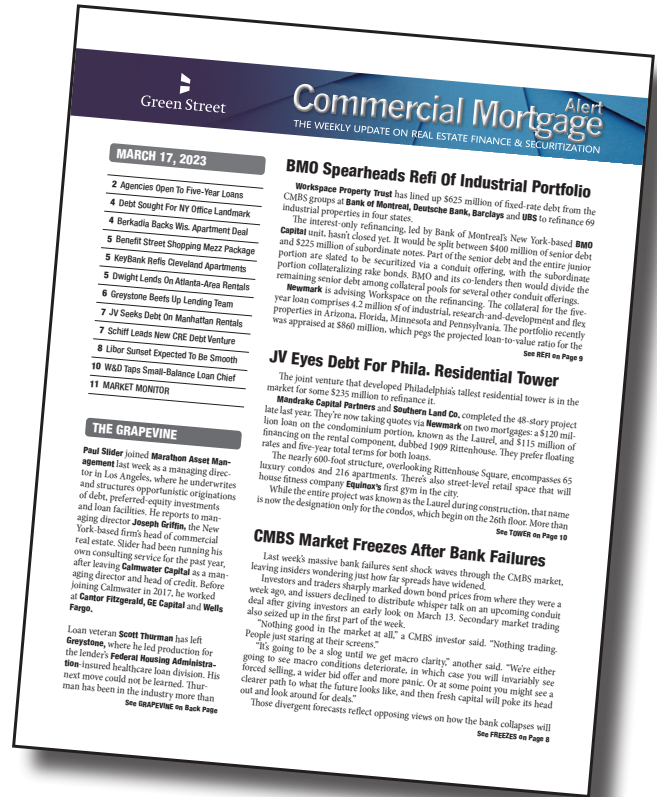 Green Street
Commercial Mortgage
Alert
THE WEEKLY UPDATE ON REAL ESTATE FINANCE & SECURITIZATION
MARCH 17, 2023
2 Agencies Open To Five-Year Loans
4 Debt Sought For NY Office Landmark
4 Berkadia Backs Wis. Apartment Deal
5 Benefit Street Shopping Mezz Package
5 KeyBank Refis Cleveland Apartments
5 Dwight Lends On Atlanta-Area Rentals
6 Greystone Beefs Up Lending Team
7 JV Seeks Debt On Manhattan Rentals
7 Schiff Leads New CRE Debt Venture
8 Libor Sunset Expected To Be Smooth
10 W&D Taps Small-Balance Loan Chief
11 MARKET MONITOR
THE GRAPEVINE
Paul Slider joined Marathon Asset Man-
agement last week as a managing direc-
tor in Los Angeles, where he underwrites
and structures opportunistic originations
of debt, preferred-equity investments
and loan facilities. He reports to man-
aging director Joseph Griffin, the New
York-based firm's head of commercial
real estate. Slider had been running his
own consulting service for the past year,
after leaving Calmwater Capital as a man-
aging director and head of credit. Before
joining Calmwater in 2017, he worked
at Cantor Fitzgerald, GE Capital and Wells
Fargo.
Loan veteran Scott Thurman has left
Greystone, where he led production for
the lender's Federal Housing Administra-
tion-insured healthcare loan division. His
next move could not be learned. Thur-
man has been in the industry more than
See GRAPEVINE on Back Page
BMO Spearheads Refi Of Industrial Portfolio
Workspace Property Trust has lined up $625 million of fixed-rate debt from the
CMBS groups at Bank of Montreal, Deutsche Bank, Barclays and UBS to refinance 69
industrial properties in four states.
The interest-only refinancing, led by Bank of Montreal's New York-based BMO
Capital unit, hasn't closed yet. It would be split between $400 million of senior debt
and $225 million of subordinate notes. Part of the senior debt and the entire junior
portion are slated to be securitized via a conduit offering, with the subordinate
portion collateralizing rake bonds. BMO and its co-lenders then would divide the
remaining senior debt among collateral pools for several other conduit offerings.
Newmark is advising Workspace on the refinancing. The collateral for the five-
year loan comprises 4.2 million sf of industrial, research-and-development and flex
properties in Arizona, Florida, Minnesota and Pennsylvania. The portfolio recently
was appraised at $860 million, which pegs the projected loan-to-value ratio for the
See REFI on Page 9
JV Eyes Debt For Phila. Residential Tower
The joint venture that developed Philadelphia's tallest residential tower is in the
market for some $235 million to refinance it.
Mandrake Capital Partners and Southern Land Co. completed the 48-story project
late last year. They're now taking quotes via Newmark on two mortgages: a $120 mil-
lion loan on the condominium portion, known as the Laurel, and $115 million of
financing on the rental component, dubbed 1909 Rittenhouse. They prefer floating
rates and five-year total terms for both loans.
The nearly 600-foot structure, overlooking Rittenhouse Square, encompasses 65
luxury condos and 216 apartments. There's also street-level retail space that will
house fitness company Equinox's first gym in the city.
While the entire project was known as the Laurel during construction, that name
is now the designation only for the condos, which begin on the 26th floor. More than
See TOWER on Page 10
CMBS Market Freezes After Bank Failures
Last week's massive bank failures sent shock waves through the CMBS market,
leaving insiders wondering just how far spreads have widened.
Investors and traders sharply marked down bond prices from where they were a
week ago, and issuers declined to distribute whisper talk on an upcoming conduit
deal after giving investors an early look on March 13. Secondary market trading
also seized up in the first part of the week.
"Nothing good in the market at all," a CMBS investor said. "Nothing trading.
People just staring at their screens."
"It's going to be a slog until we get macro clarity," another said. "We're either
going to see macro conditions deteriorate, in which case you will invariably see
forced selling, a wider bid offer and more panic. Or at some point you might see a
clearer path to what the future looks like, and then fresh capital will poke its head
out and look around for deals."
Those divergent forecasts reflect opposing views on how the bank collapses will
See FREEZES on Page 8